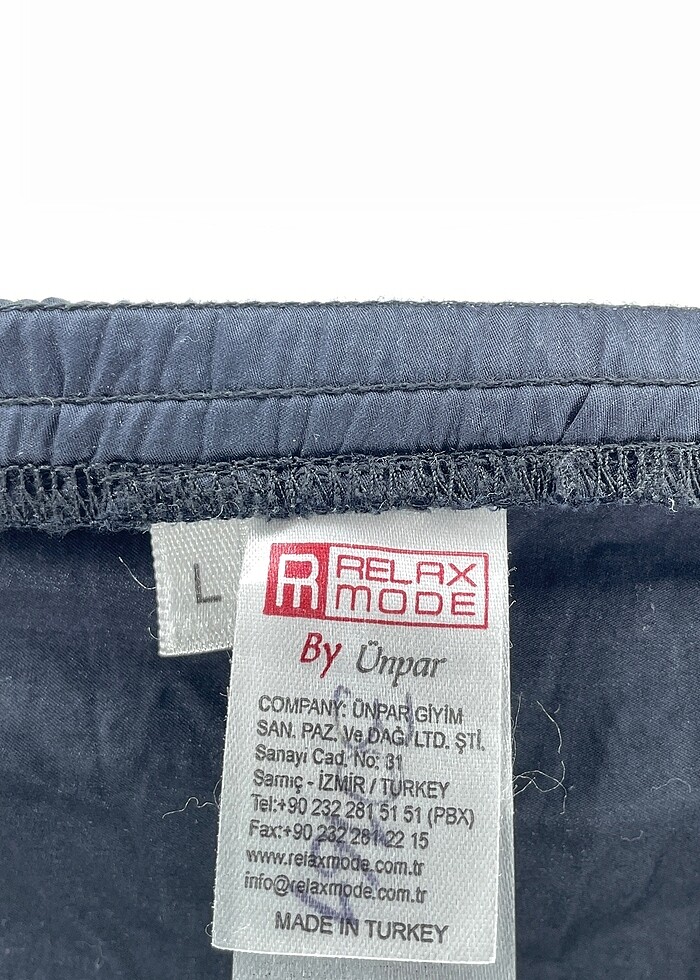 L
RM RELAX
MODE
By Ünpar
COMPANY: ÜNPAR GİYİM
SAN. PAZ. Ve DAĞ. LTD. ŞTİ.
Sanayi Cad. No: 31
Sarnıç - İZMİR / TURKEY
Tel:+90 232 281 51 51 (PBX)
Fax:+90 232 281 22 15
www.relaxmode.com.tr
info@relaxmode.com.tr
MADE IN TURKEY